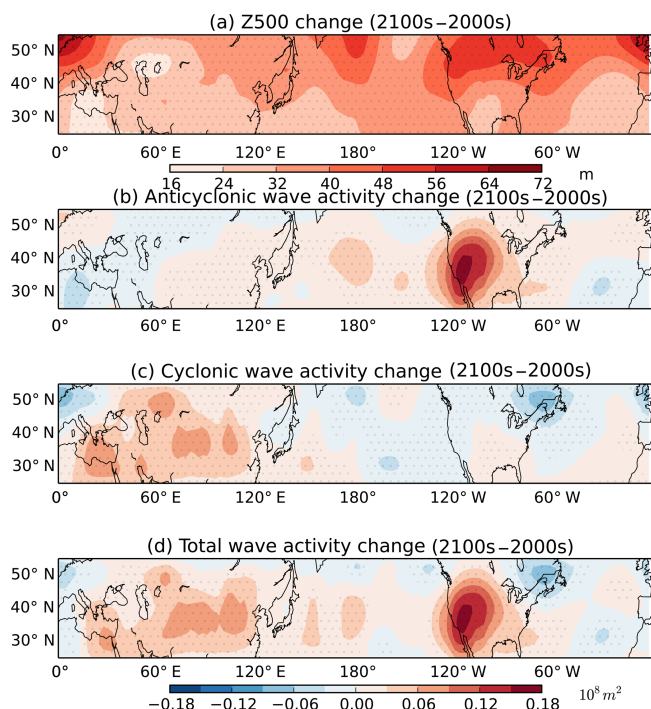 (a) Z500 change (2100s−2000s)
50° N
40° N
30° N
0° 60° E 120° E 180° 120° W 60° W
m
16 24 32 40 48 56 64 72
(b) Anticyclonic wave activity change (2100s−2000s)
50° N
40° N
30° N
0° 60° E 120° E 180° 120° W 60° W
(c) Cyclonic wave activity change (2100s−2000s)
50° N
40° N
30° N
0° 60° E 120° E 180° 120° W 60° W
(d) Total wave activity change (2100s−2000s)
50° N
40° N
30° N
0° 60° E 120° E 180° 120° W 60° W
−0.18 −0.12 −0.06 0.00 0.06 0.12 0.18 10⁸ m²